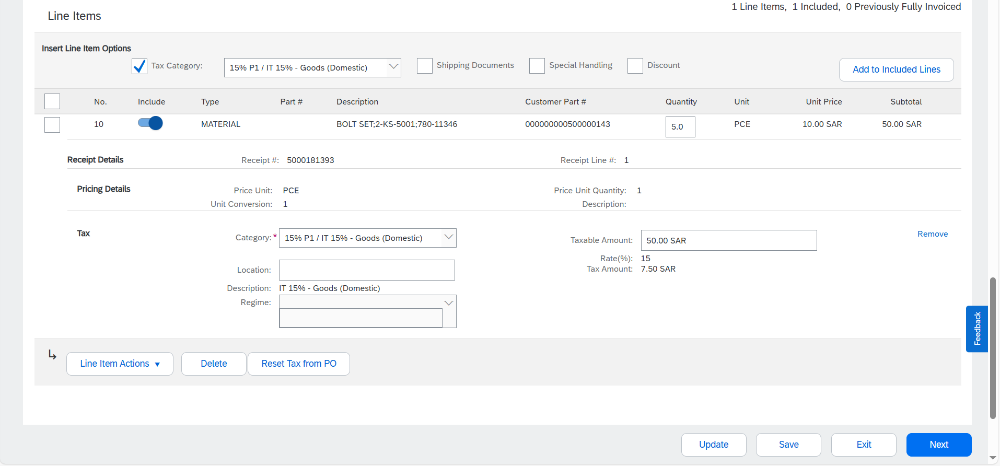 1 Line Items, 1 Included, 0 Previously Fully Invoiced
Line Items
Insert Line Item Options
Tax Category: 15% P1 / IT 15% - Goods (Domestic) Shipping Documents Special Handling Discount Add to Included Lines
No. Include Type Part # Description Customer Part # Quantity Unit Unit Price Subtotal
10 MATERIAL BOLT SET;2-KS-5001;780-11346 000000000500000143 5.0 PCE 10.00 SAR 50.00 SAR
Receipt Details Receipt #: 5000181393 Receipt Line #: 1
Pricing Details Price Unit: PCE Price Unit Quantity: 1
Unit Conversion: 1 Description:
Tax Category:* 15% P1 / IT 15% - Goods (Domestic) Taxable Amount: 50.00 SAR Remove
Rate(%): 15
Location: Tax Amount: 7.50 SAR
Description: IT 15% - Goods (Domestic)
Regime:
Feedback
Line Item Actions ▼ Delete Reset Tax from PO
Update Save Exit Next